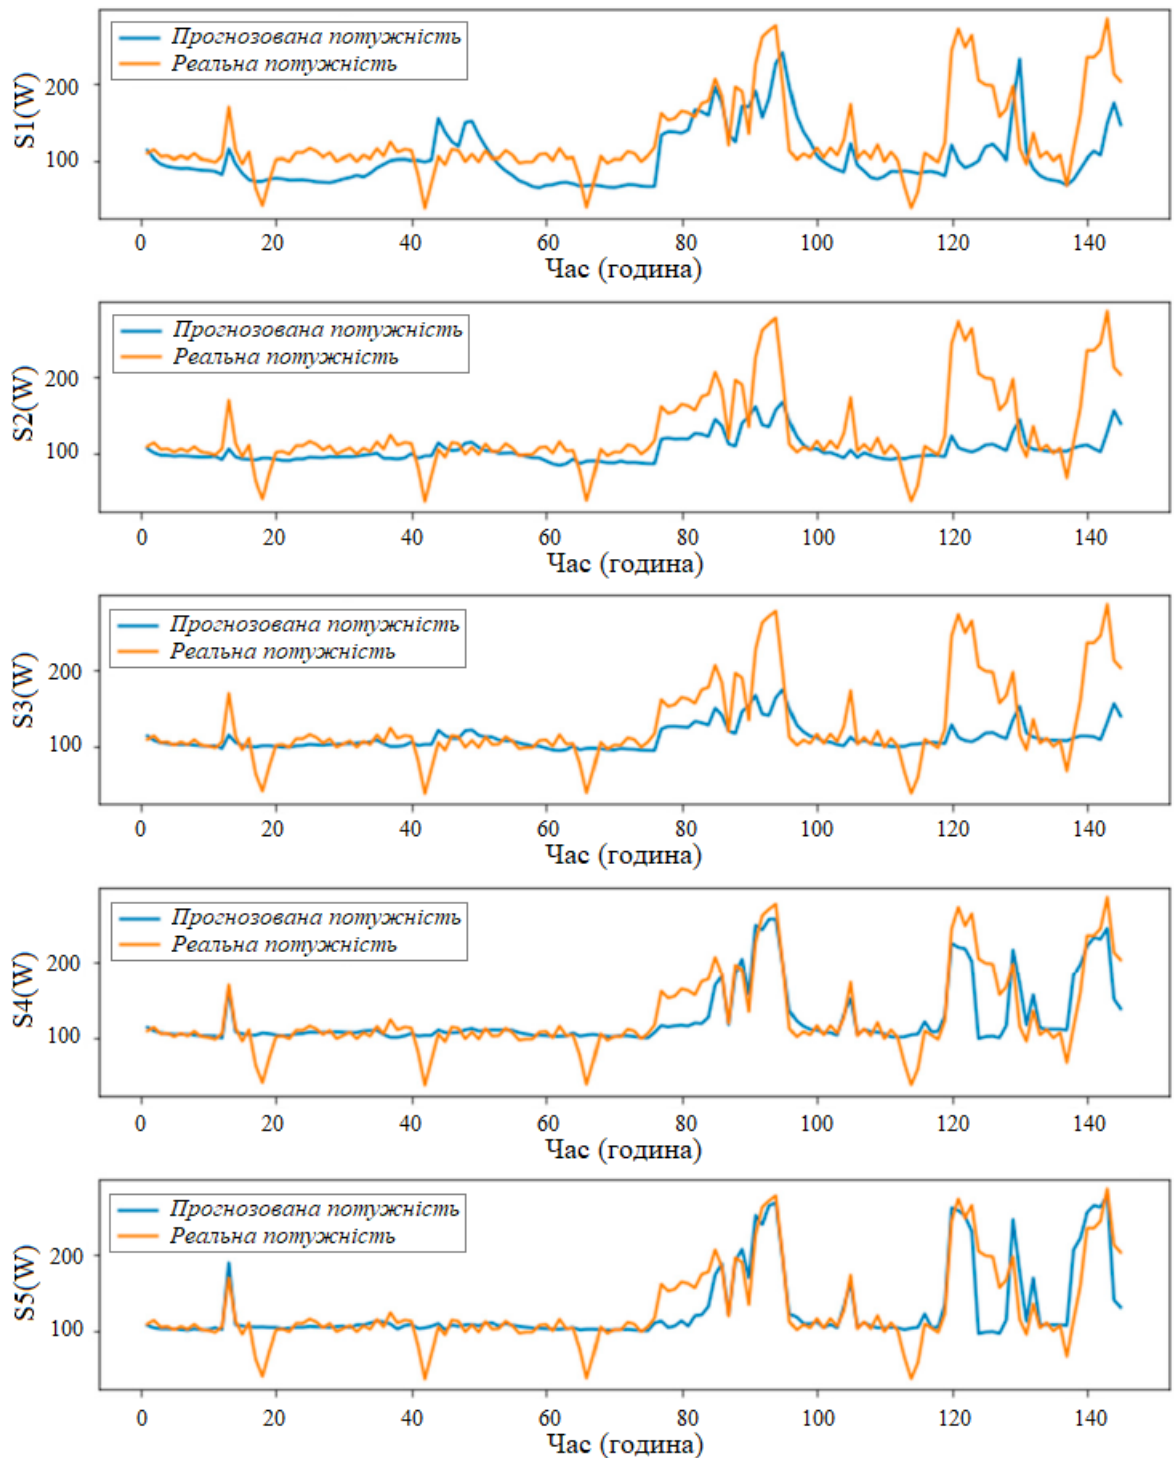 Прогнозована потужність
Реальна потужність
S1(W)
200
100
0 20 40 60 80 100 120 140
Час (година)
Прогнозована потужність
Реальна потужність
S2(W)
200
100
0 20 40 60 80 100 120 140
Час (година)
Прогнозована потужність
Реальна потужність
S3(W)
200
100
0 20 40 60 80 100 120 140
Час (година)
Прогнозована потужність
Реальна потужність
S4(W)
200
100
0 20 40 60 80 100 120 140
Час (година)
Прогнозована потужність
Реальна потужність
S5(W)
200
100
0 20 40 60 80 100 120 140
Час (година)